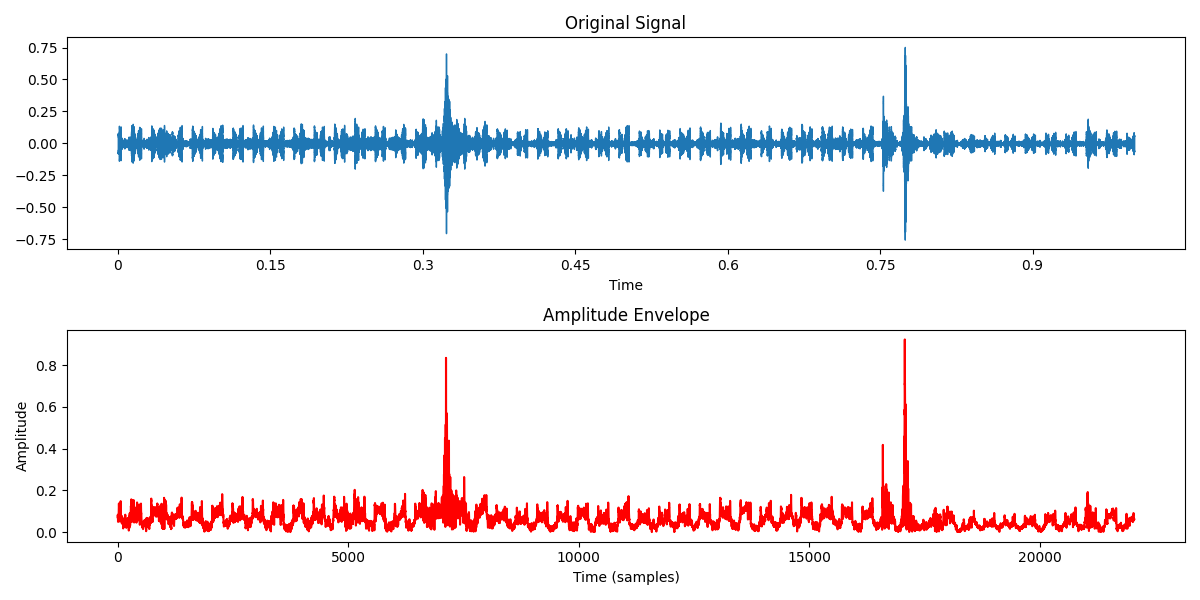 Original Signal
0.75
0.50
0.25
0.00
−0.25
−0.50
−0.75
0 0.15 0.3 0.45 0.6 0.75 0.9
Time
Amplitude Envelope
Amplitude
0.8
0.6
0.4
0.2
0.0
0 5000 10000 15000 20000
Time (samples)